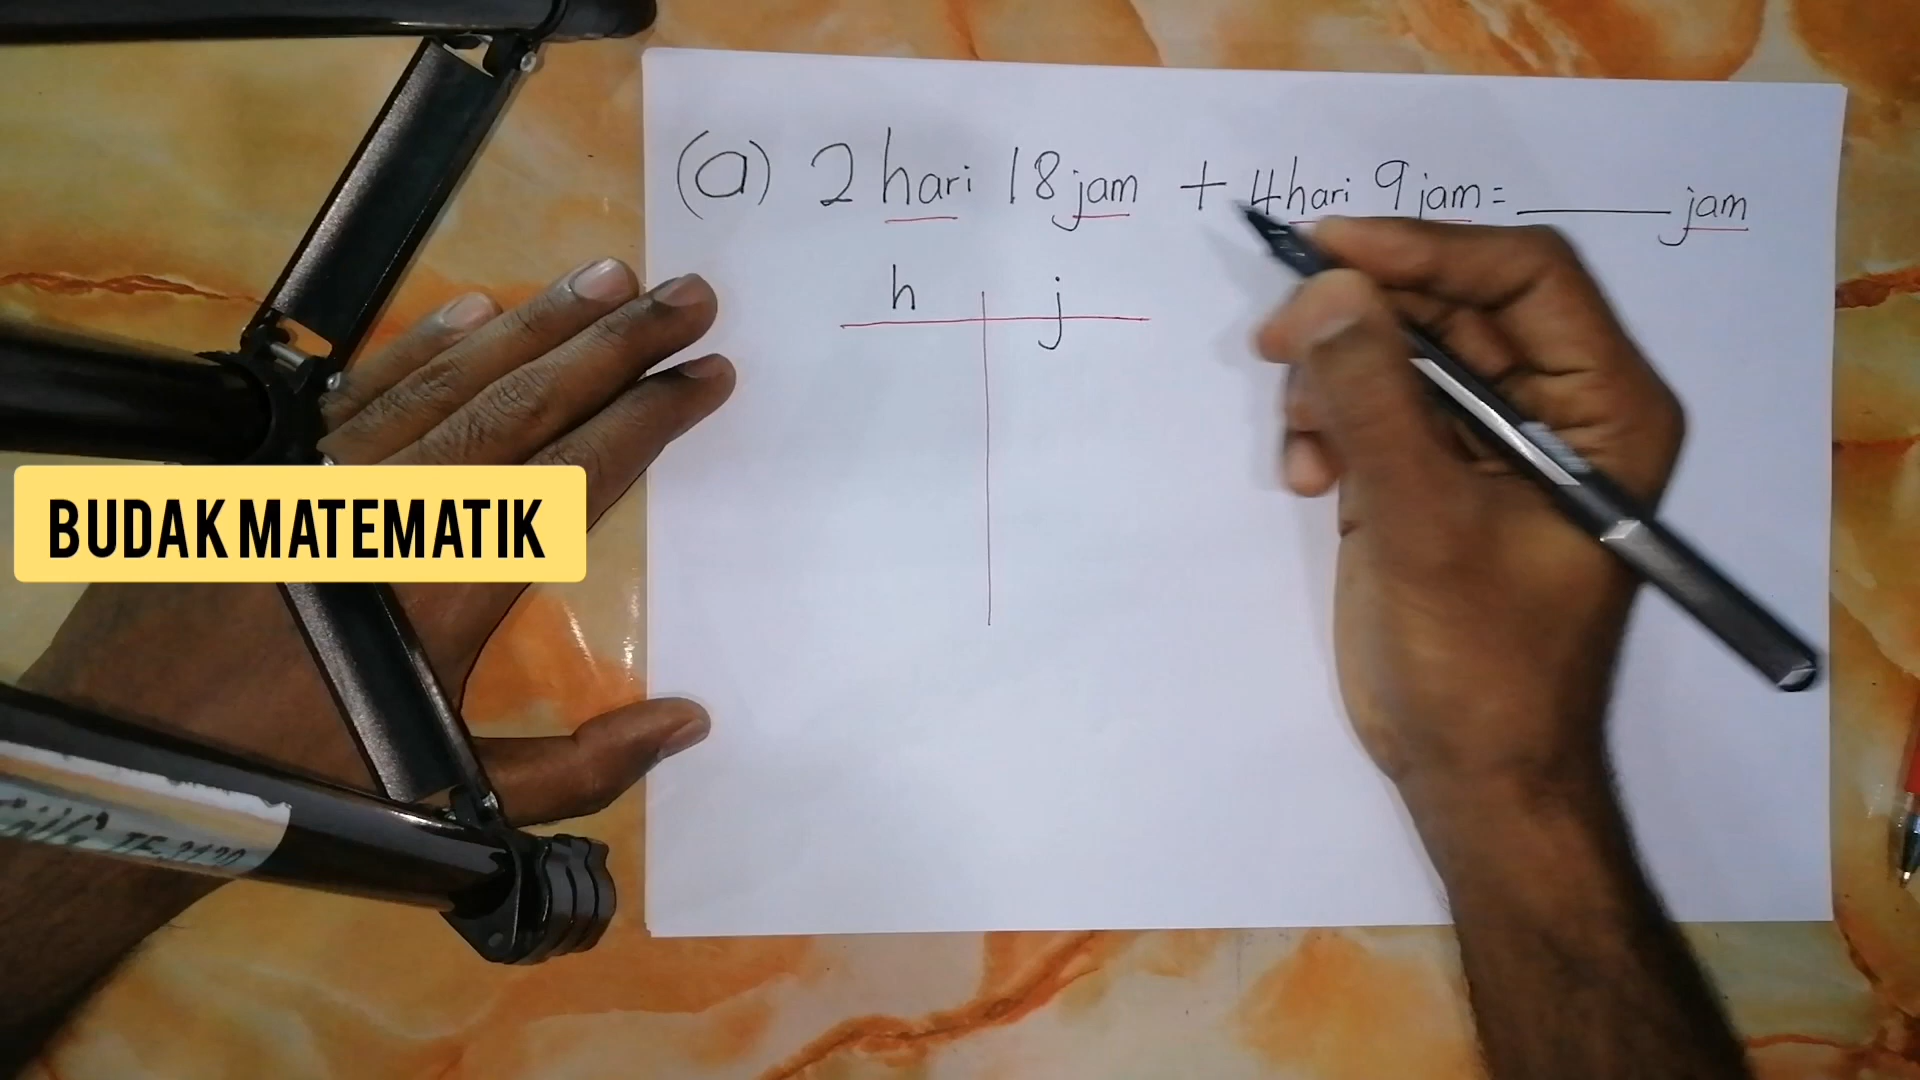 (a) 2 hari 18 jam + 4 hari 9 jam = ______ jam
h j
BUDAK MATEMATIK